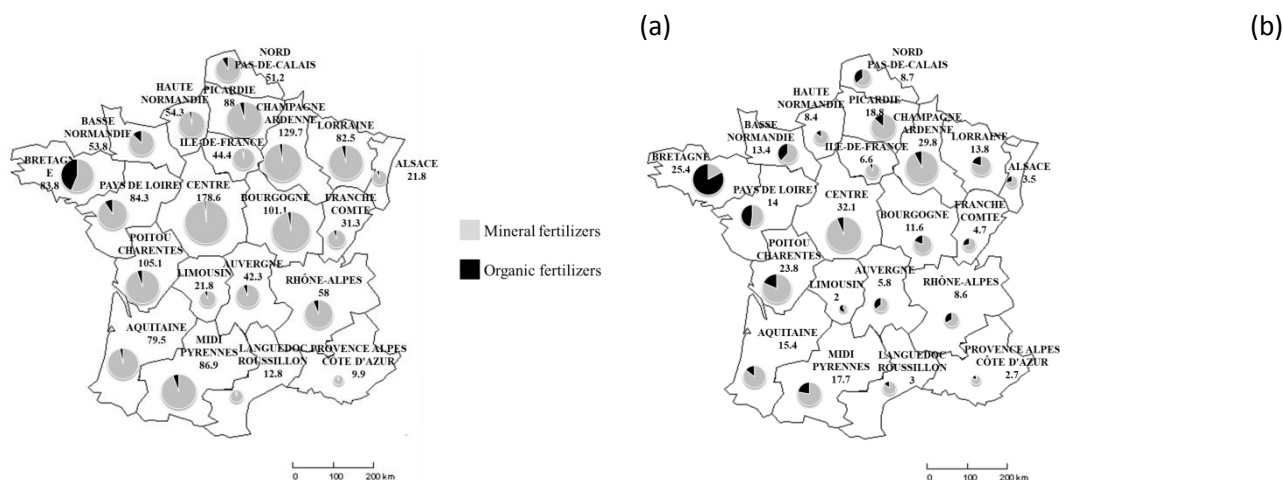 (a)
(b)
NORD
PAS-DE-CALAIS
51.2
HAUTE
NORMANDIE
54.3
PICARDIE
88
CHAMPAGNE
ARDENNE
129.7
BASSE
NORMANDIE
53.8
ILE-DE-FRANCE
44.4
LORRAINE
82.5
ALSACE
21.8
BRETAGN
E
83.8
PAYS DE LOIRE
84.3
CENTRE
178.6
BOURGOGNE
101.1
FRANCHE
COMTE
31.3
POITOU
CHARENTES
105.1
LIMOUSIN
21.8
AUVERGNE
42.3
RHÔNE-ALPES
58
AQUITAINE
79.5
MIDI
PYRENNES
86.9
LANGUEDOC
ROUSSILLON
12.8
PROVENCE ALPES
CÔTE D'AZUR
9.9
0 100 200 km
Mineral fertilizers
Organic fertilizers
NORD
PAS-DE-CALAIS
8.7
HAUTE
NORMANDIE
8.4
PICARDIE
18.8
CHAMPAGNE
ARDENNE
29.8
BASSE
NORMANDIE
13.4
ILE-DE-FRANCE
6.6
LORRAINE
13.8
ALSACE
3.5
BRETAGNE
25.4
PAYS DE LOIRE
14
CENTRE
32.1
BOURGOGNE
11.6
FRANCHE
COMTE
4.7
POITOU
CHARENTES
23.8
LIMOUSIN
2
AUVERGNE
5.8
RHÔNE-ALPES
8.6
AQUITAINE
15.4
MIDI
PYRENNES
17.7
LANGUEDOC
ROUSSILLON
3
PROVENCE ALPES
CÔTE D'AZUR
2.7
0 100 200 km